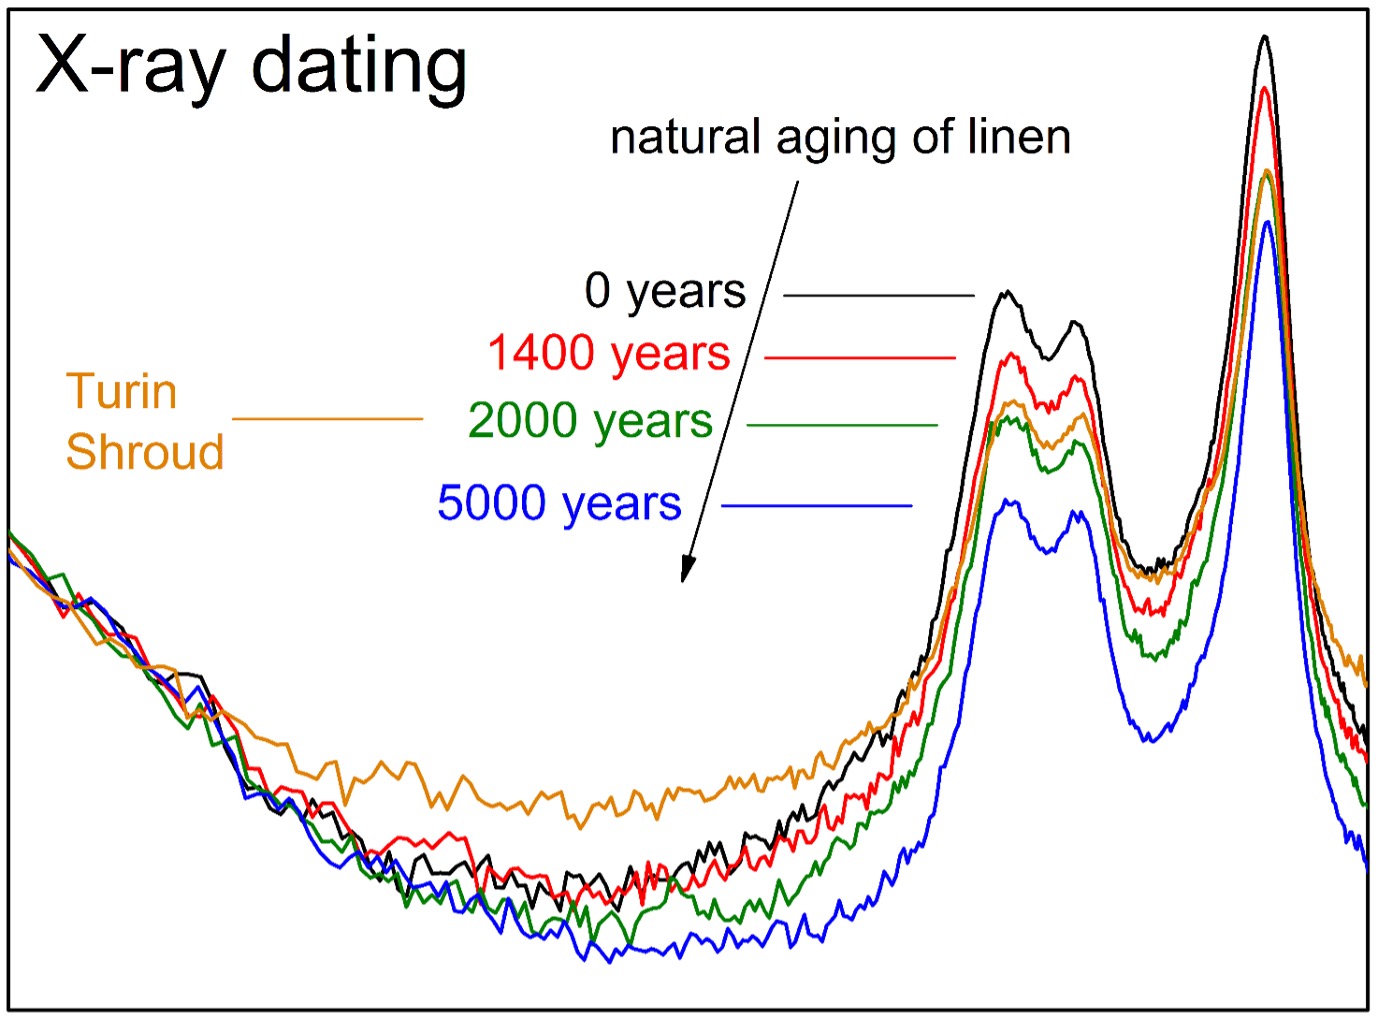 X-ray dating
natural aging of linen
0 years
1400 years
Turin
Shroud
2000 years
5000 years